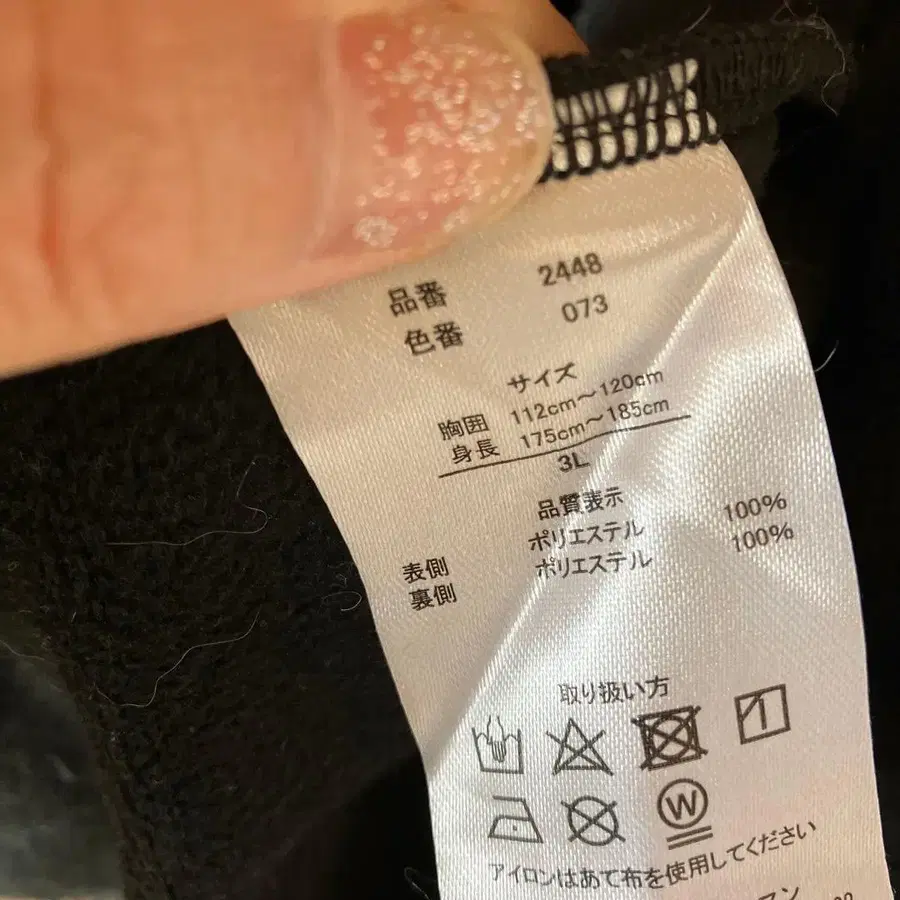 品番 2448
色番 073
サイズ
胸囲 112cm～120cm
身長 175cm～185cm
3L
品質表示
表側 ポリエステル 100%
裏側 ポリエステル 100%
取り扱い方
W
アイロンはあて布を使用してください